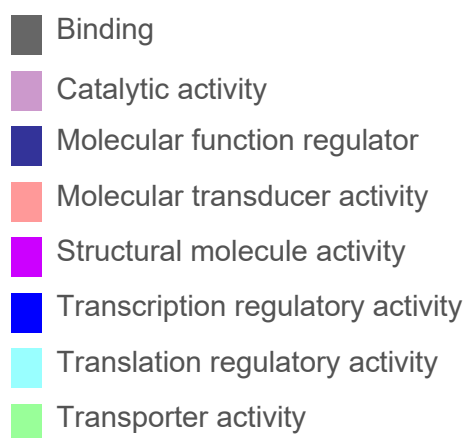 Binding
Catalytic activity
Molecular function regulator
Molecular transducer activity
Structural molecule activity
Transcription regulatory activity
Translation regulatory activity
Transporter activity